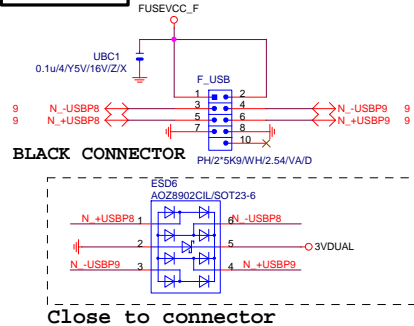 FUSEVCC_F
UBC1
0.1u/4/Y5V/16V/Z/X
F_USB
1 2
9 N_-USBP8 3 4 N_-USBP9 9
9 N_+USBP8 5 6 N_+USBP9 9
7 8
10
BLACK CONNECTOR PH/2*5K9/WH/2.54/VA/D
ESD6
AOZ8902CIL/SOT23-6
N_+USBP8 1 6 N_-USBP8
2 5 3VDUAL
N_-USBP9 3 4 N_+USBP9
Close to connector